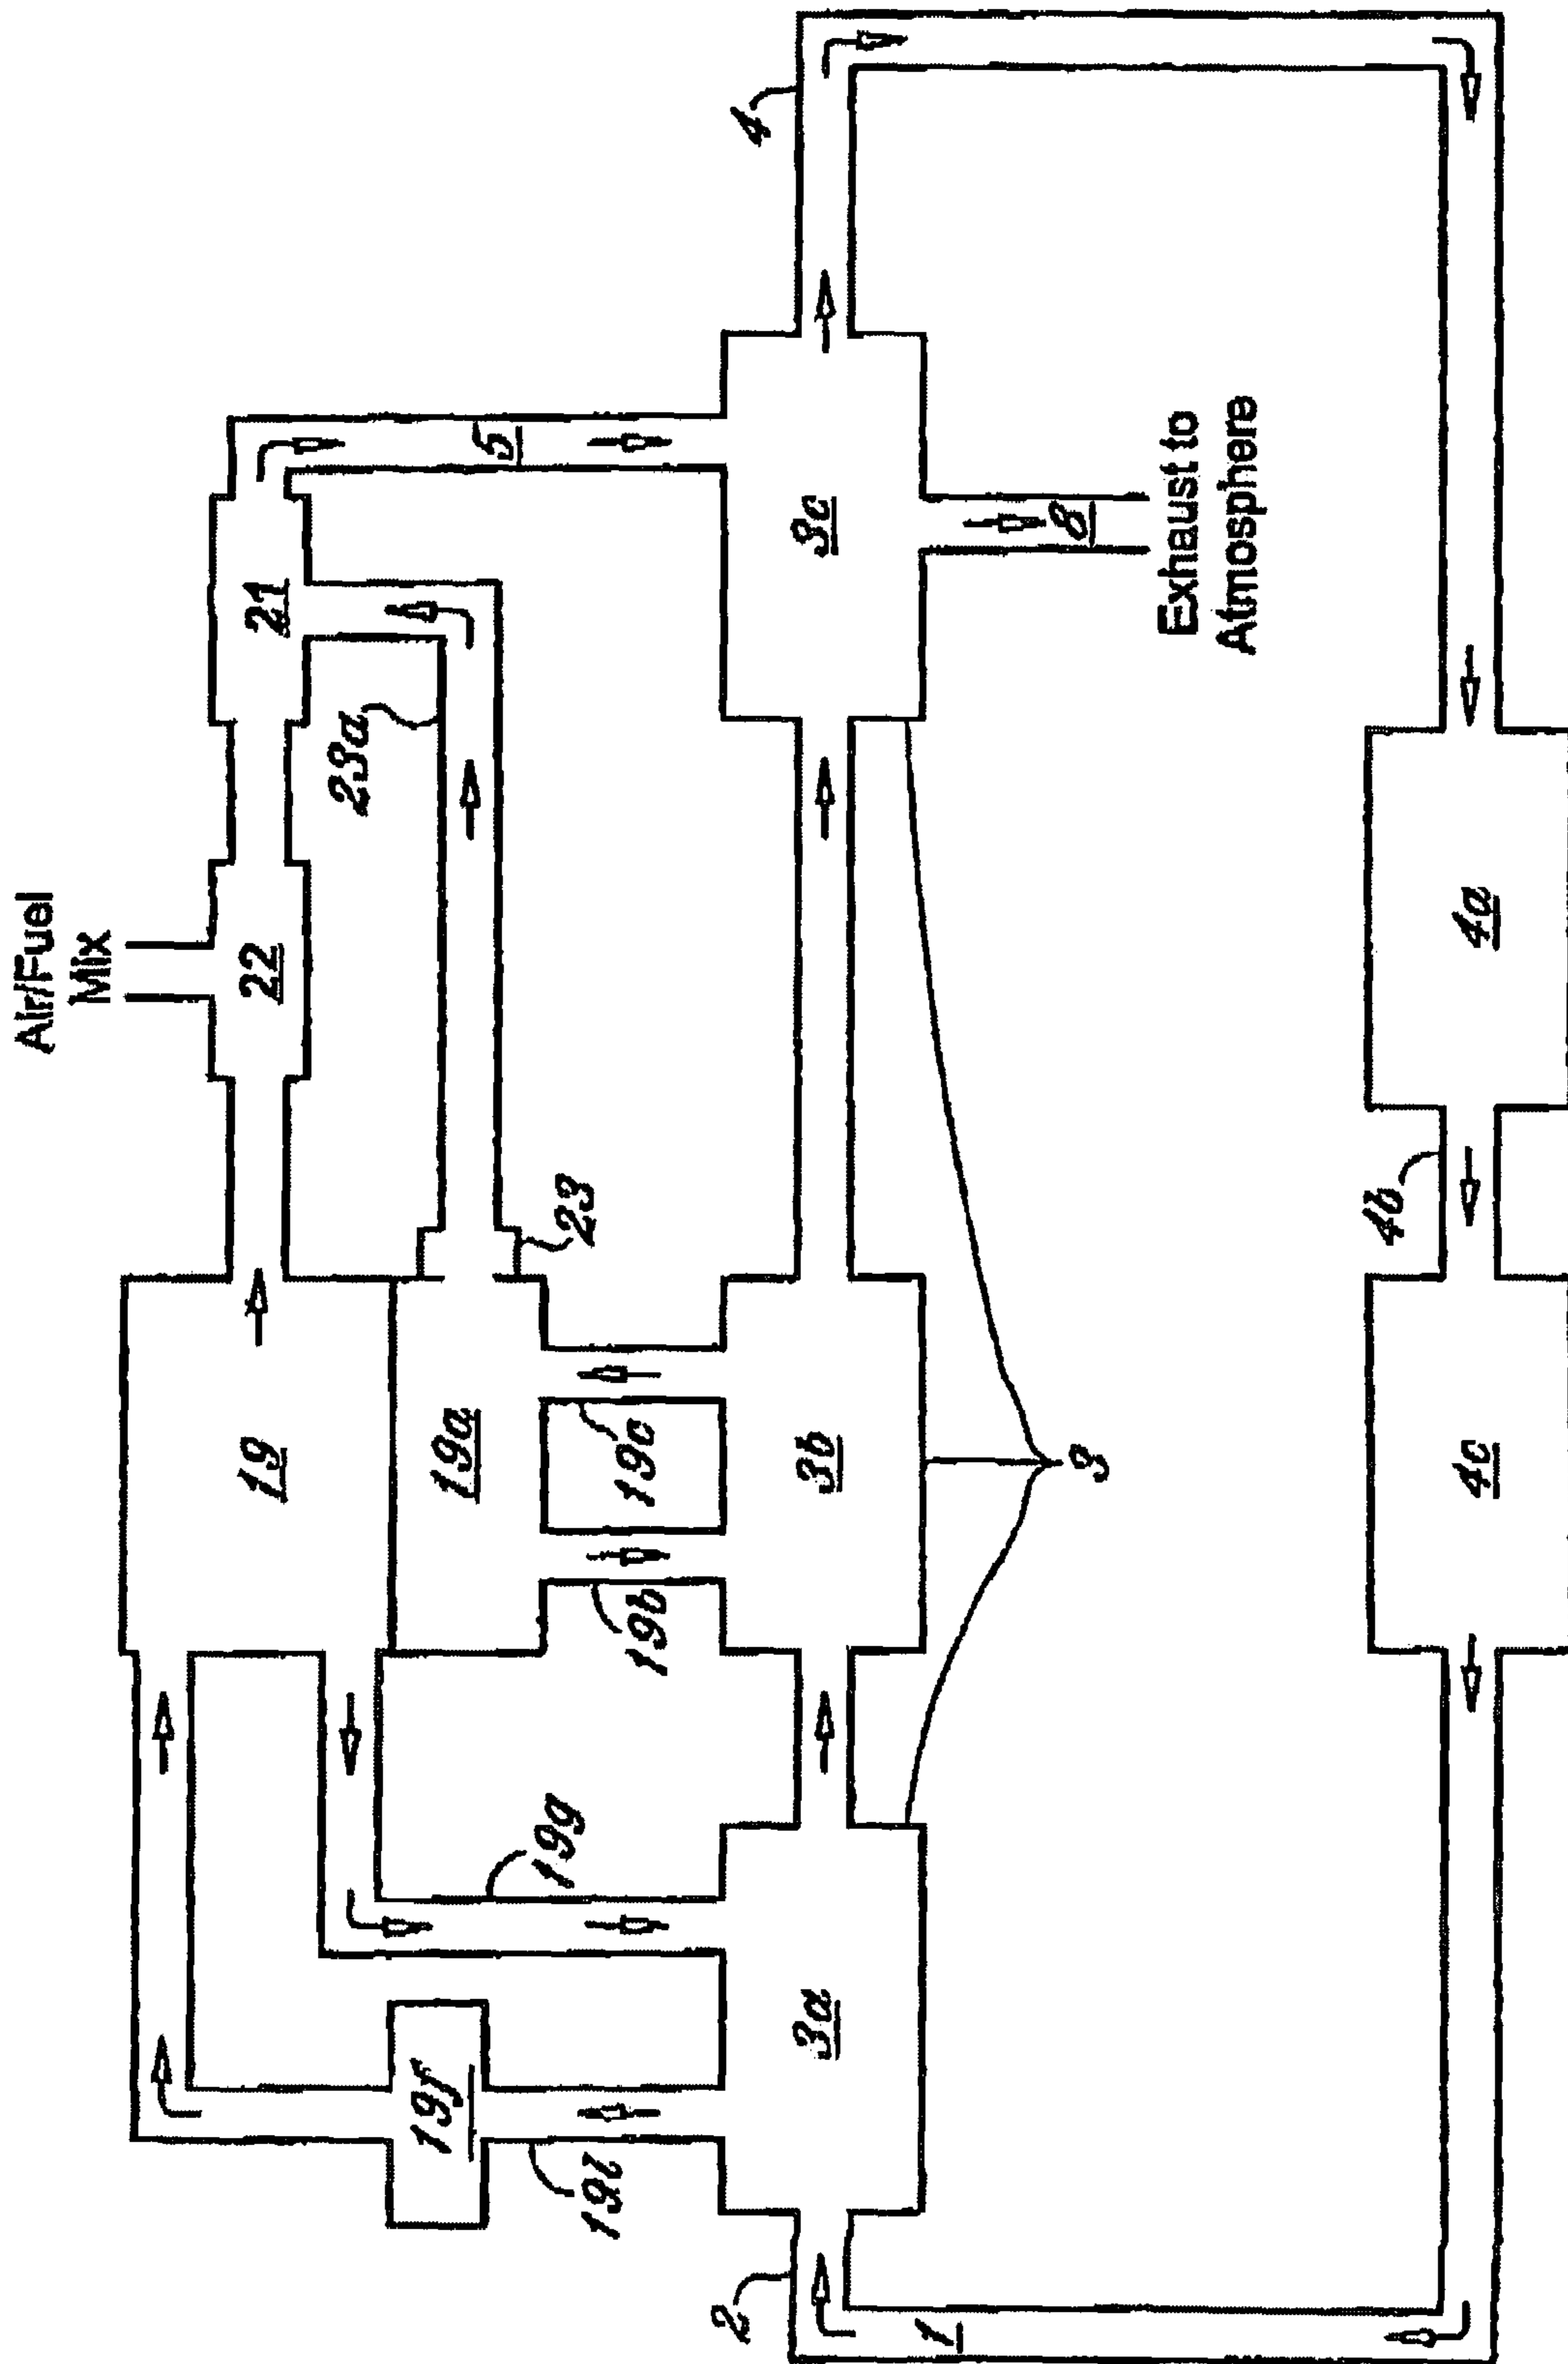 Air/Fuel
Mix
19
22
21
23a
19f
19a
5
19g
23
19b
19c
2
4
3a
3b
3c
1
3
8
Exhaust to
Atmosphere
4b
4c
4a